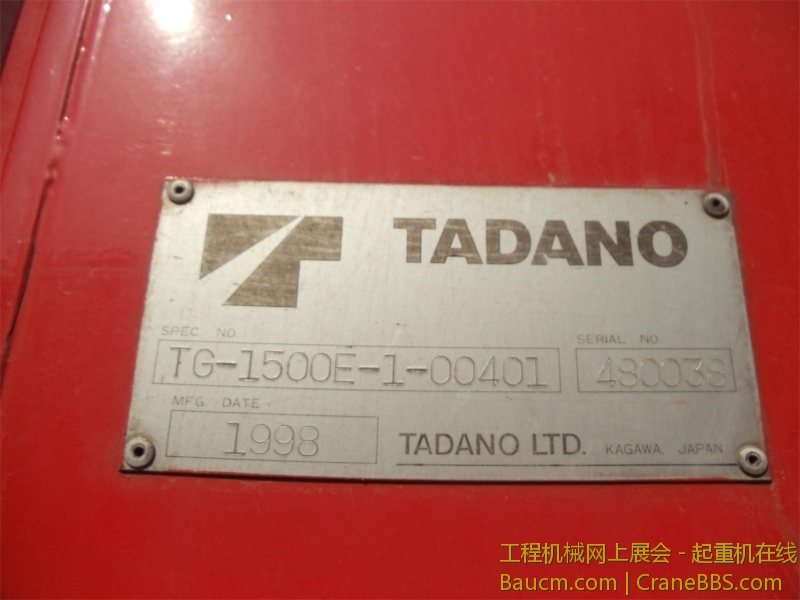 TADANO
SPEC. NO.
SERIAL NO.
TG-1500E-1-00401
480038
MFG. DATE
1998
TADANO LTD. KAGAWA, JAPAN
工程机械网上展会 - 起重机在线
Baucm.com | CraneBBS.com